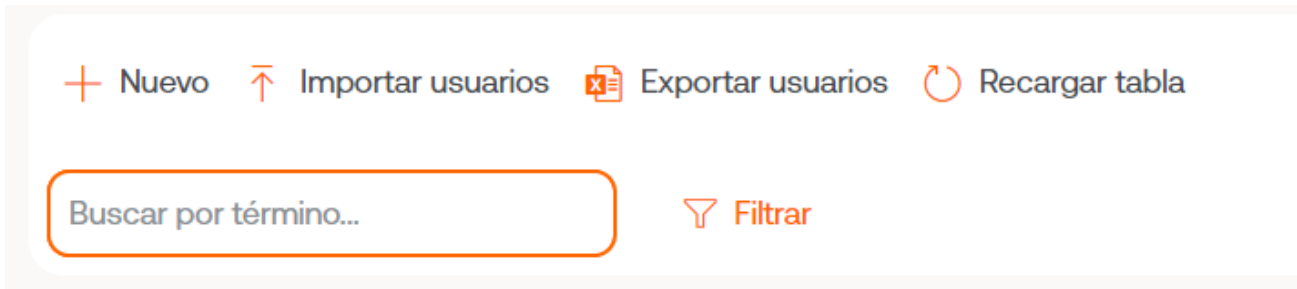 Nuevo Importar usuarios Exportar usuarios Recargar tabla
Buscar por término... Filtrar